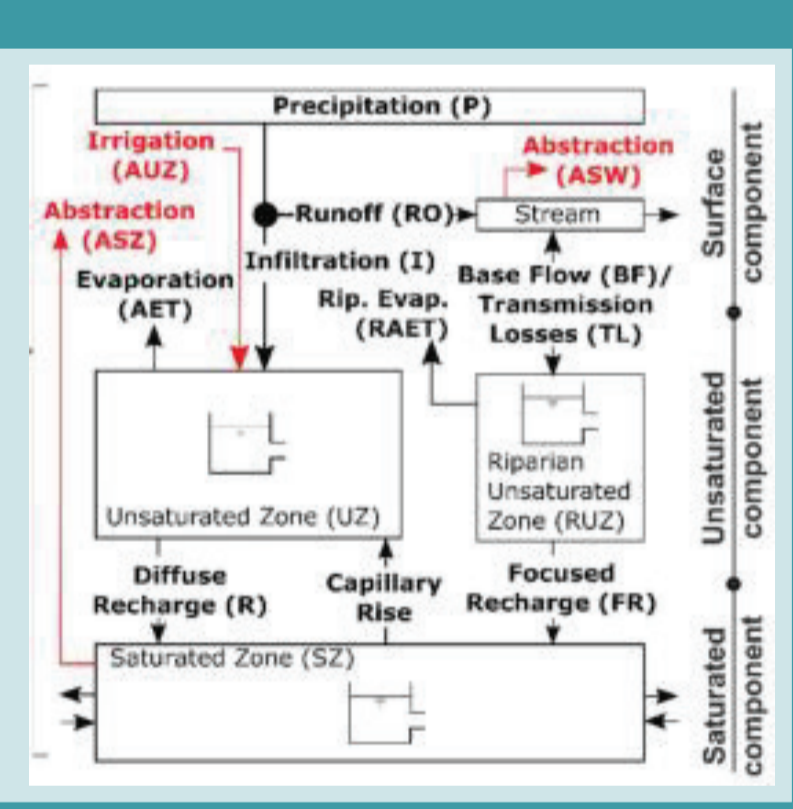 Precipitation (P)
Irrigation
(AUZ)
Abstraction
(ASW)
Abstraction
(ASZ)
Runoff (RO)
Stream
Infiltration (I)
Evaporation
(AET)
Base Flow (BF)/
Transmission
Losses (TL)
Rip. Evap.
(RAET)
Unsaturated Zone (UZ)
Riparian
Unsaturated
Zone (RUZ)
Diffuse
Recharge (R)
Capillary
Rise
Focused
Recharge (FR)
Saturated Zone (SZ)
Surface
component
Unsaturated
component
Saturated
component